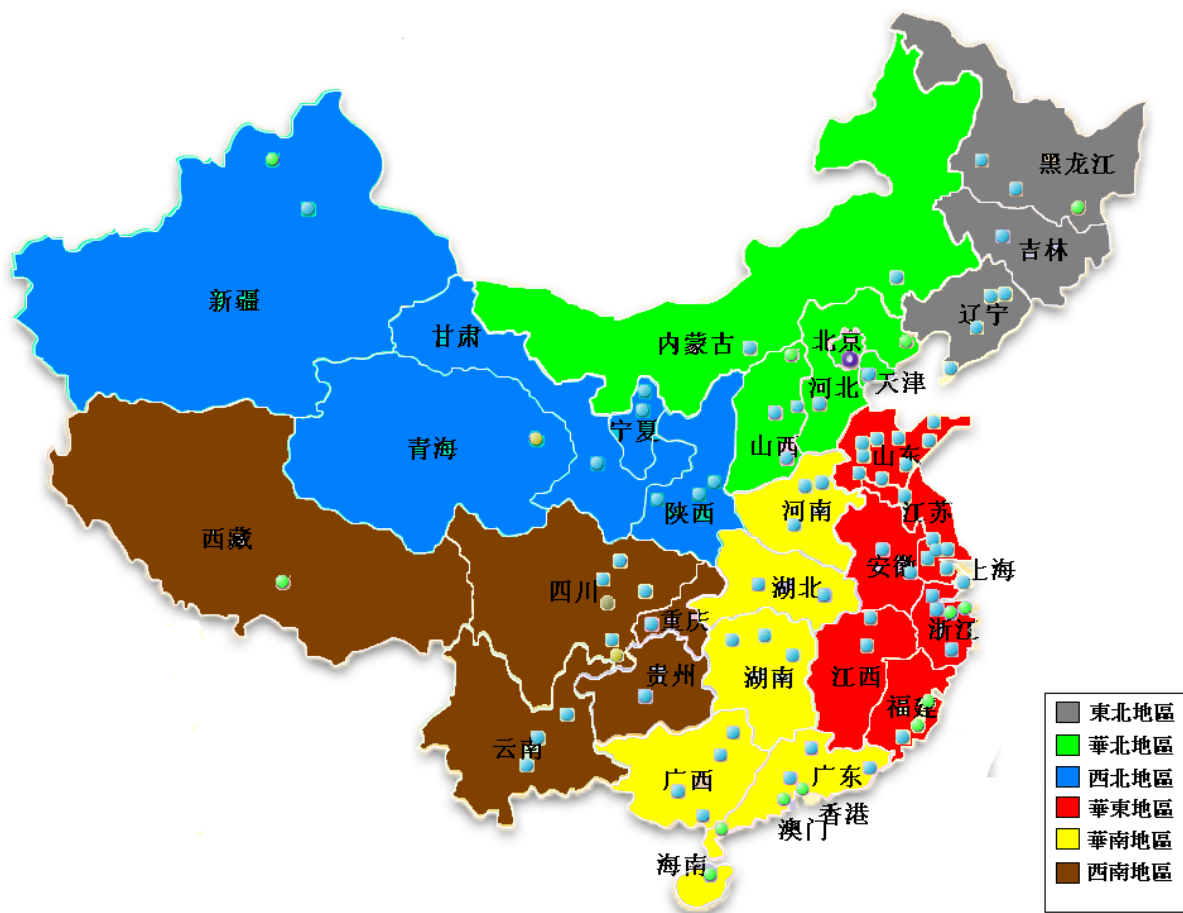 黑龙江
吉林
辽宁
新疆
甘肃
内蒙古
北京
天津
河北
宁夏
山西
山东
青海
陕西
河南
江苏
西藏
四川
重庆
湖北
安徽
上海
浙江
贵州
湖南
江西
福建
云南
广西
广东
香港
澳门
海南
東北地區
華北地區
西北地區
華東地區
華南地區
西南地區